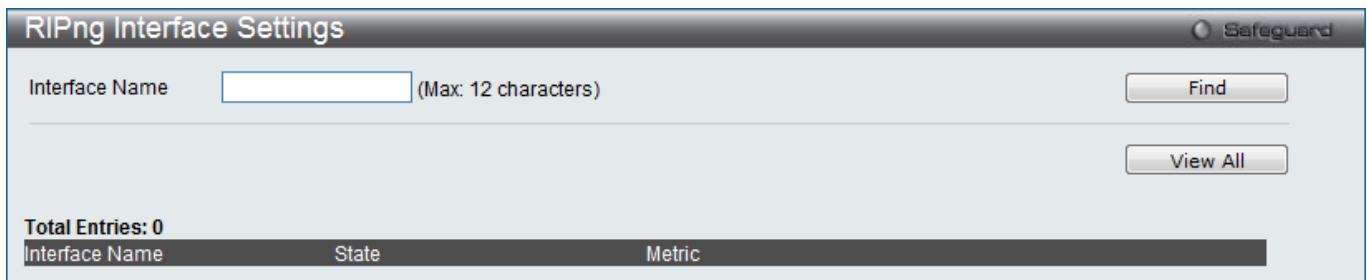 RIPng Interface Settings
Safeguard
Interface Name (Max: 12 characters) Find
View All
Total Entries: 0
Interface Name State Metric